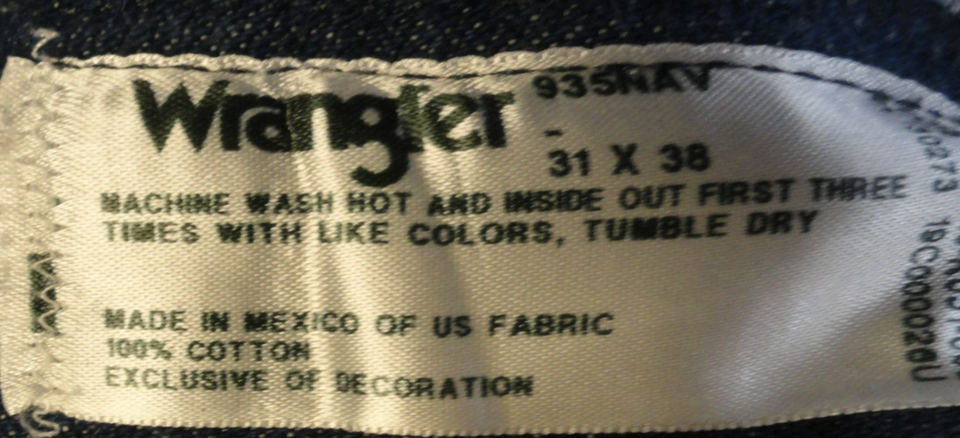 Wrangler 935NAV
-
31 X 38
MACHINE WASH HOT AND INSIDE OUT FIRST THREE
TIMES WITH LIKE COLORS, TUMBLE DRY
MADE IN MEXICO OF US FABRIC
100% COTTON
EXCLUSIVE OF DECORATION